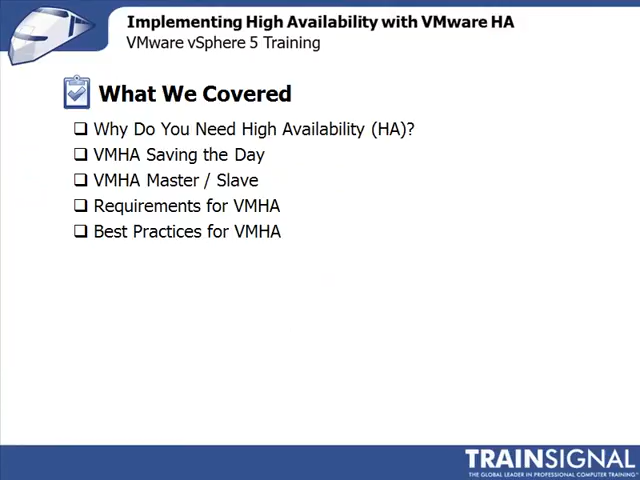 Implementing High Availability with VMware HA
VMware vSphere 5 Training
What We Covered
Why Do You Need High Availability (HA)?
VMHA Saving the Day
VMHA Master / Slave
Requirements for VMHA
Best Practices for VMHA
TRAINSIGNAL
THE GLOBAL LEADER IN PROFESSIONAL COMPUTER TRAINING